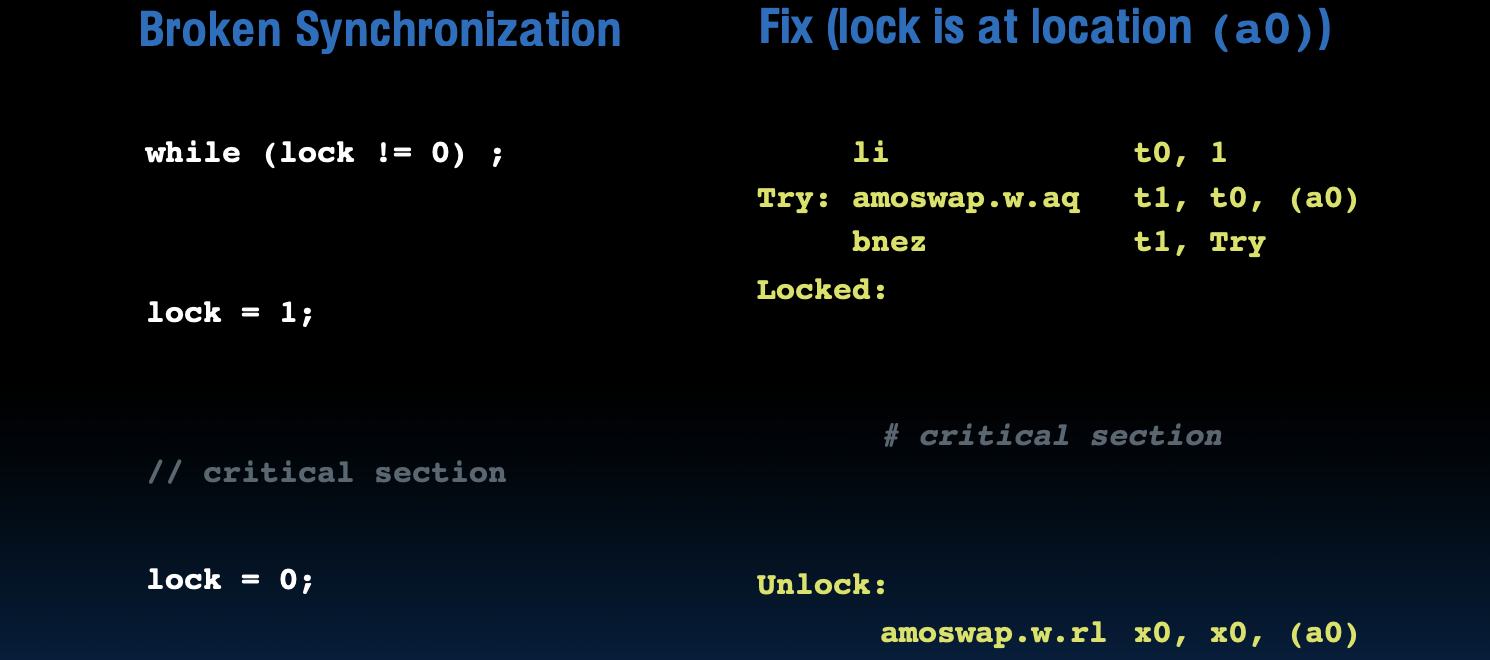 Broken Synchronization
while (lock != 0) ;
lock = 1;
// critical section
lock = 0;
Fix (lock is at location (a0))
li t0, 1
Try: amoswap.w.aq t1, t0, (a0)
bnez t1, Try
Locked:
# critical section
Unlock:
amoswap.w.rl x0, x0, (a0)